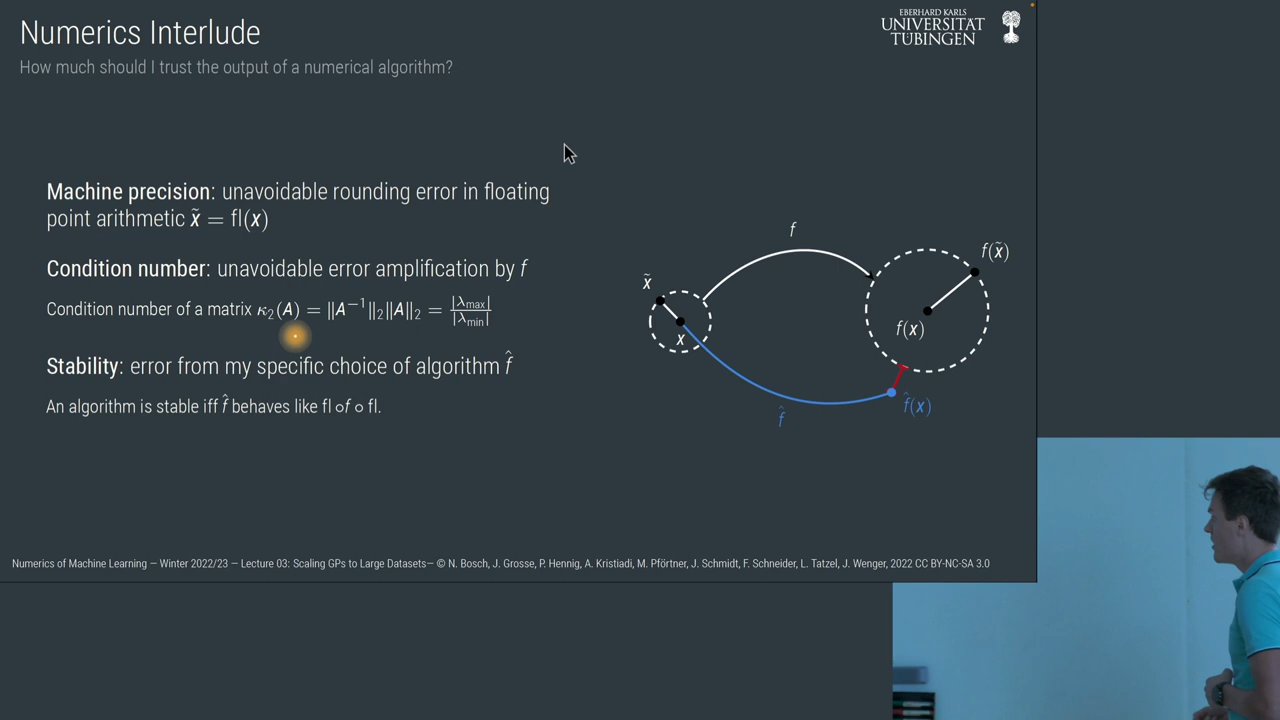 Numerics Interlude
How much should I trust the output of a numerical algorithm?
EBERHARD KARLS
UNIVERSITÄT
TÜBINGEN
Machine precision: unavoidable rounding error in floating
point arithmetic x̃ = fl(x)
Condition number: unavoidable error amplification by f
Condition number of a matrix κ₂(A) = ‖A⁻¹‖₂‖A‖₂ = |λmax| / |λmin|
Stability: error from my specific choice of algorithm f̂
An algorithm is stable iff f̂ behaves like fl ∘ f ∘ fl.
f
f(x̃)
x̃
f(x)
x
f̂(x)
f̂
Numerics of Machine Learning — Winter 2022/23 — Lecture 03: Scaling GPs to Large Datasets— © N. Bosch, J. Grosse, P. Hennig, A. Kristiadi, M. Pförtner, J. Schmidt, F. Schneider, L. Tatzel, J. Wenger, 2022 CC BY-NC-SA 3.0